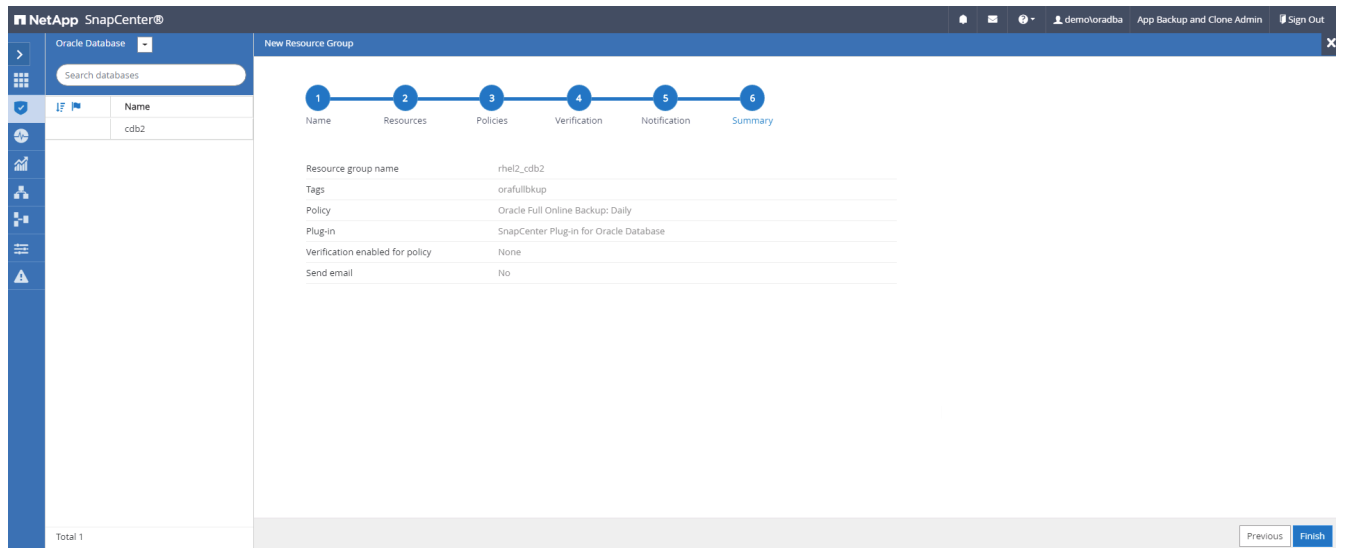 NetApp SnapCenter®
demo\oradba App Backup and Clone Admin Sign Out
Oracle Database
New Resource Group
Search databases
Name
cdb2
1 2 3 4 5 6
Name Resources Policies Verification Notification Summary
Resource group name rhel2_cdb2
Tags orafullbkup
Policy Oracle Full Online Backup: Daily
Plug-in SnapCenter Plug-in for Oracle Database
Verification enabled for policy None
Send email No
Total 1
Previous Finish